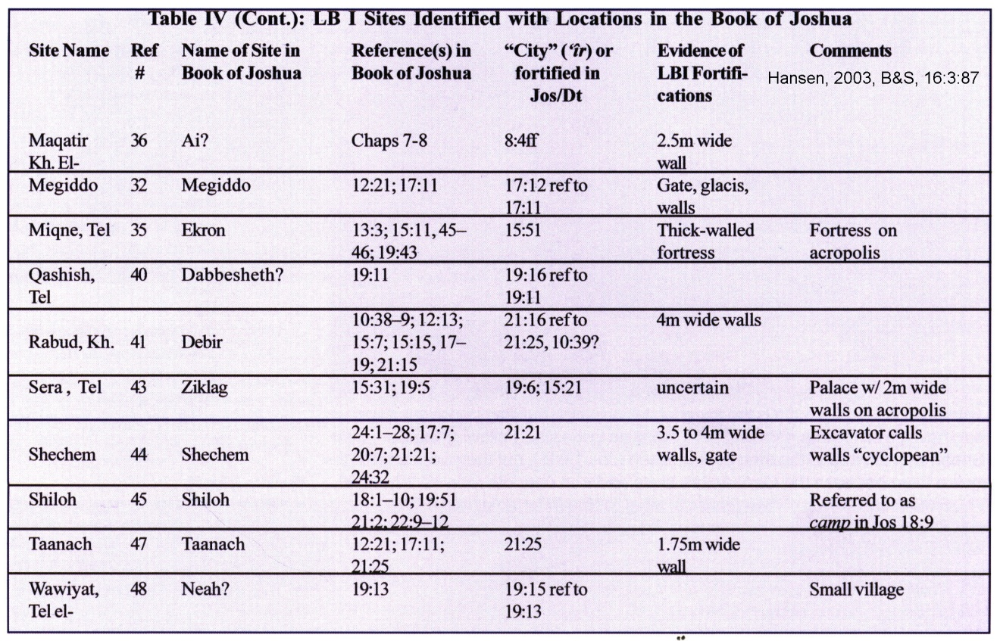 Table IV (Cont.): LB I Sites Identified with Locations in the Book of Joshua
Site Name Ref # Name of Site in Book of Joshua Reference(s) in Book of Joshua “City” (‘îr) or fortified in Jos/Dt Evidence of LBI Fortifi-cations Comments
Hansen, 2003, B&S, 16:3:87
Maqatir 36 Ai? Chaps 7-8 8:4ff 2.5m wide
Kh. El- wall
Megiddo 32 Megiddo 12:21; 17:11 17:12 ref to Gate, glacis,
17:11 walls
Miqne, Tel 35 Ekron 13:3; 15:11, 45– 15:51 Thick-walled Fortress on
46; 19:43 fortress acropolis
Qashish, 40 Dabbesheth? 19:11 19:16 ref to
Tel 19:11
10:38–9; 12:13; 21:16 ref to 4m wide walls
Rabud, Kh. 41 Debir 15:7; 15:15, 17– 21:25, 10:39?
19; 21:15
Sera , Tel 43 Ziklag 15:31; 19:5 19:6; 15:21 uncertain Palace w/ 2m wide
walls on acropolis
24:1–28; 17:7; 21:21 3.5 to 4m wide Excavator calls
Shechem 44 Shechem 20:7; 21:21; walls, gate walls “cyclopean”
24:32
Shiloh 45 Shiloh 18:1–10; 19:51 Referred to as
21:2; 22:9–12 camp in Jos 18:9
Taanach 47 Taanach 12:21; 17:11; 21:25 1.75m wide
21:25 wall
Wawiyat, 48 Neah? 19:13 19:15 ref to Small village
Tel el- 19:13